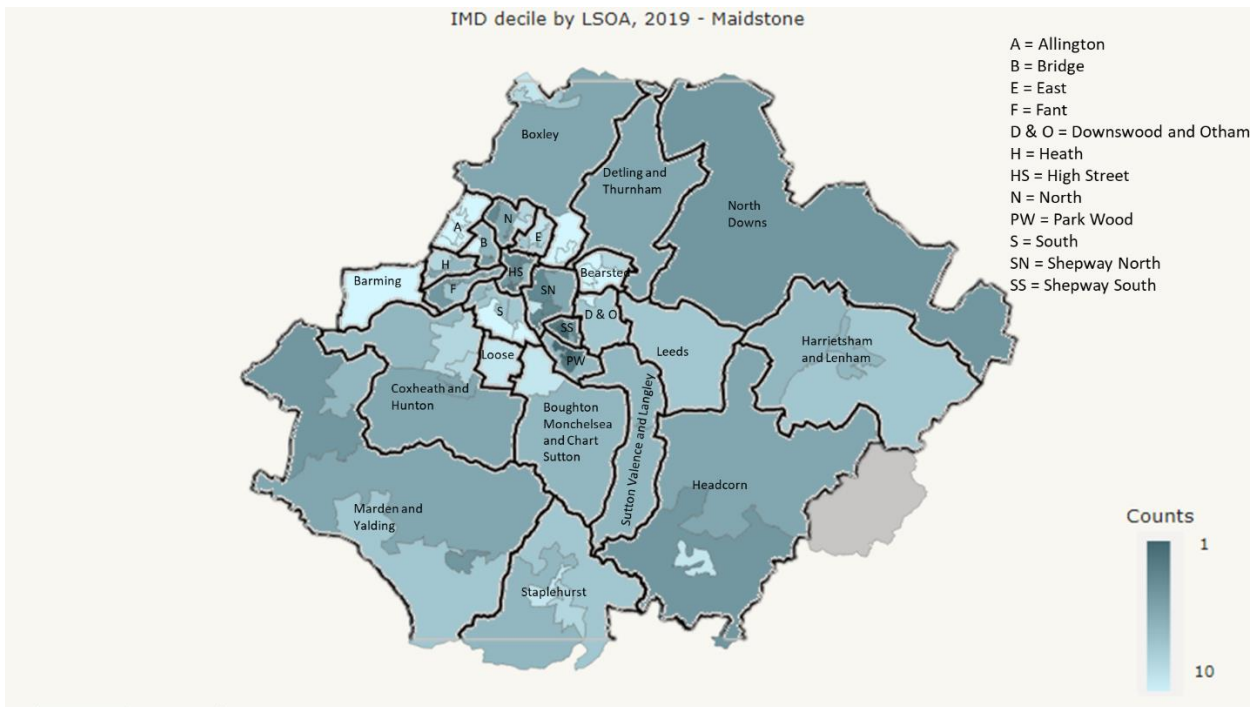 IMD decile by LSOA, 2019 - Maidstone
A = Allington
B = Bridge
E = East
F = Fant
D & O = Downswood and Otham
H = Heath
HS = High Street
N = North
PW = Park Wood
S = South
SN = Shepway North
SS = Shepway South
Boxley
Detling and
Thurnham
North
Downs
A
N
E
B
H
HS
Bearsted
Barming
F
SN
S
D & O
SS
Loose
PW
Leeds
Harrietsham
and Lenham
Coxheath and
Hunton
Boughton
Monchelsea
and Chart
Sutton
Sutton Valence and Langley
Headcorn
Marden and
Yalding
Staplehurst
Counts
1
10